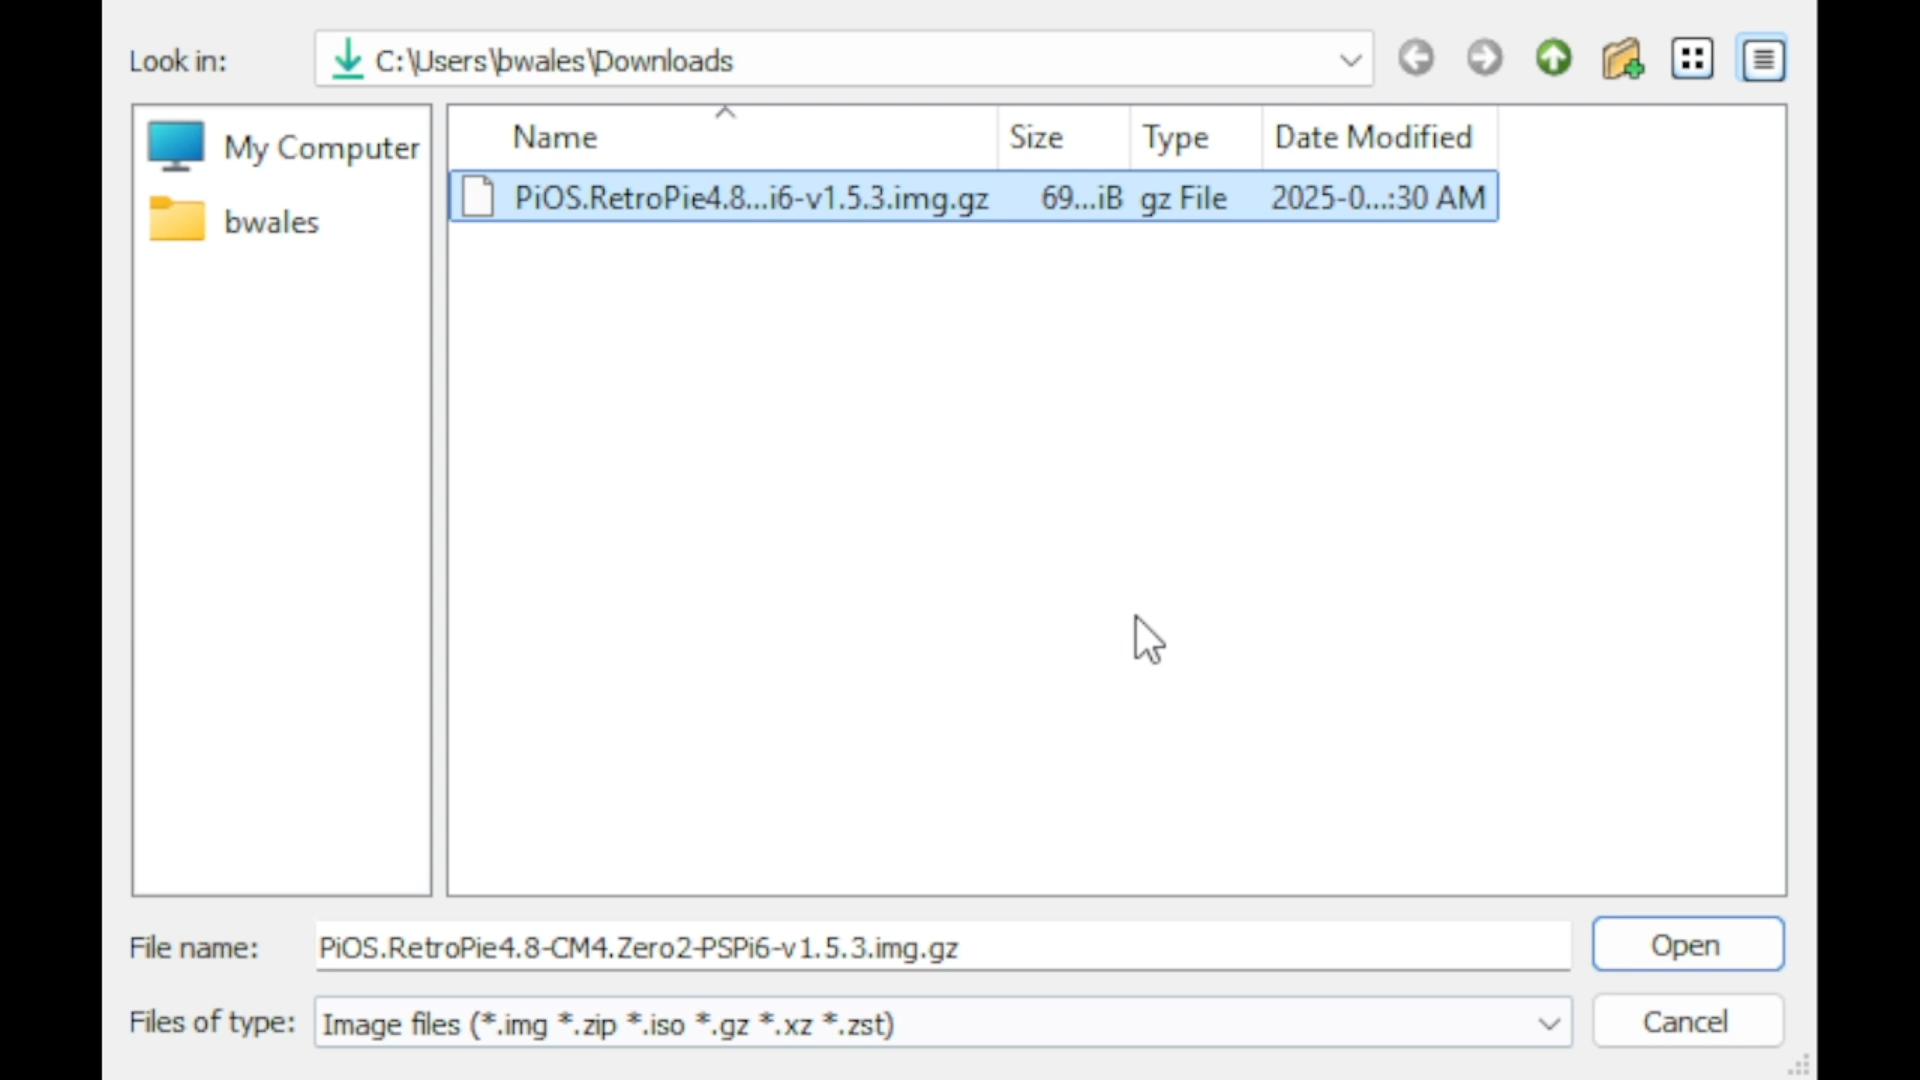 Look in: C:\Users\bwales\Downloads
My Computer
bwales
Name Size Type Date Modified
PiOS.RetroPie4.8...i6-v1.5.3.img.gz 69...iB gz File 2025-0...:30 AM
File name: PiOS.RetroPie4.8-CM4.Zero2-PSPi6-v1.5.3.img.gz Open
Files of type: Image files (*.img *.zip *.iso *.gz *.xz *.zst) Cancel